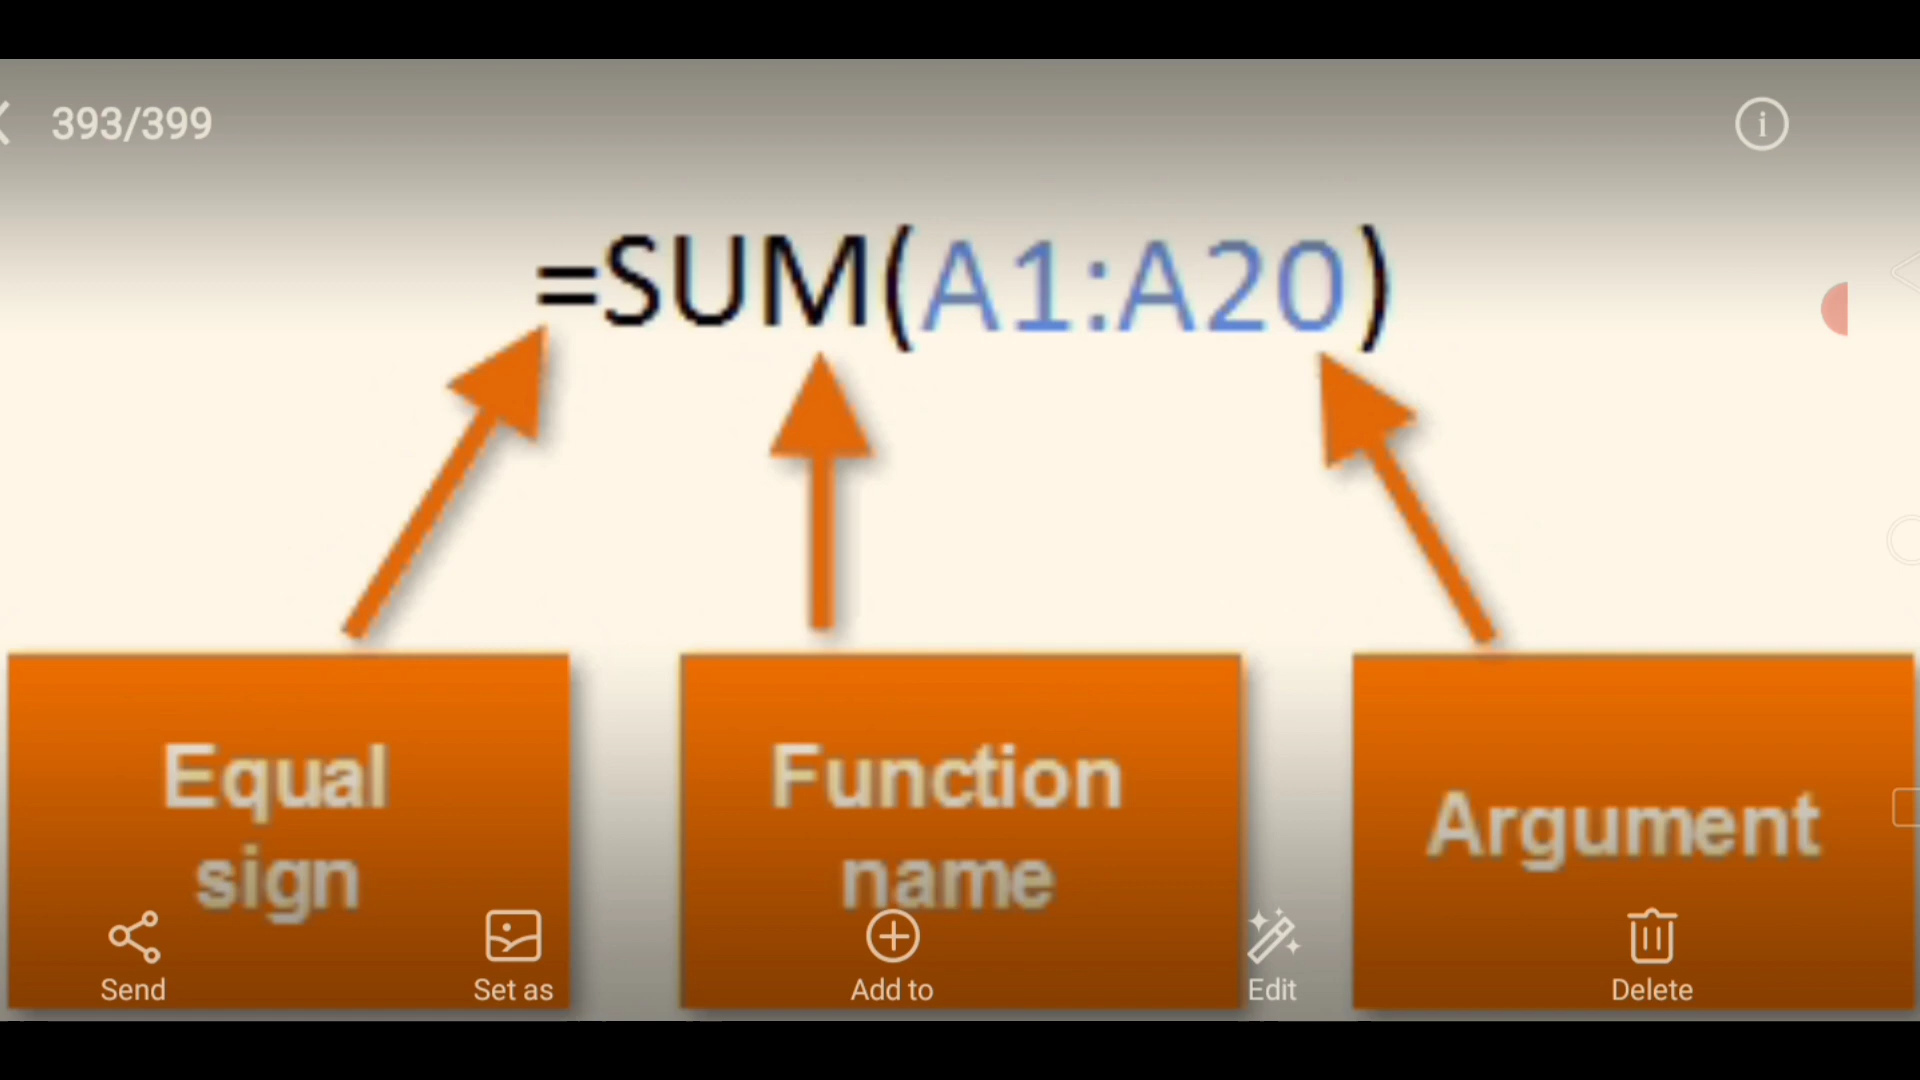 393/399
=SUM(A1:A20)
Equal
sign
Function
name
Argument
Send
Set as
Add to
Edit
Delete